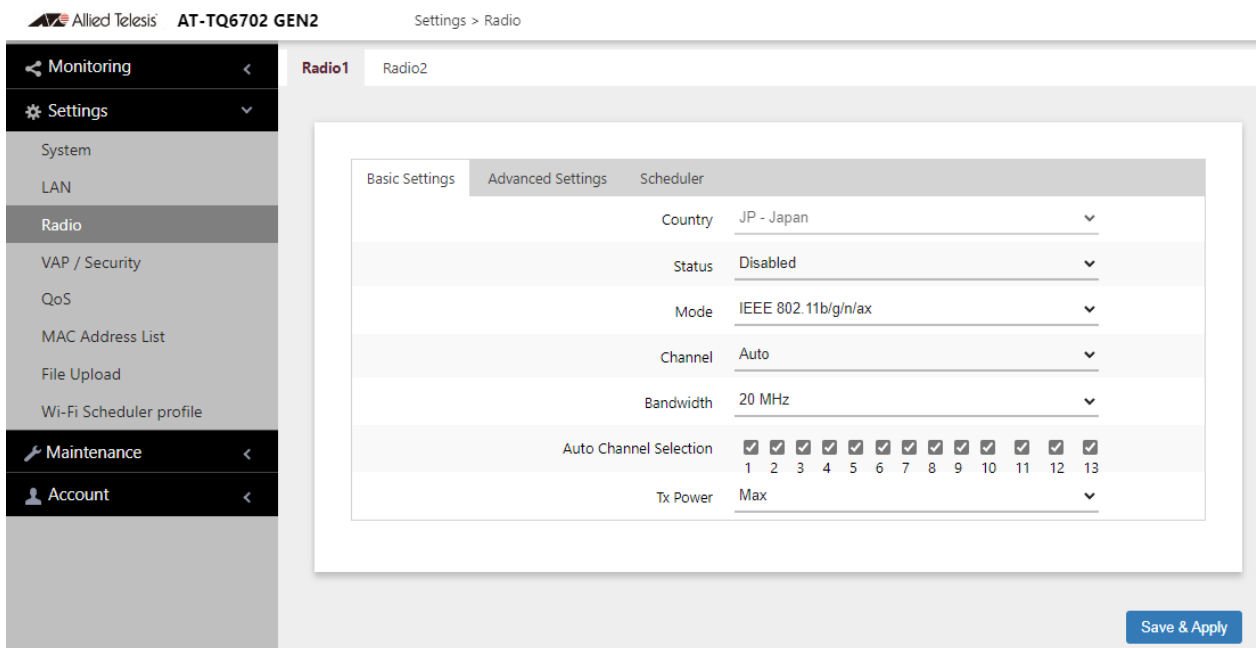 Allied Telesis AT-TQ6702 GEN2 Settings > Radio
Monitoring
Settings
System
LAN
Radio
VAP / Security
QoS
MAC Address List
File Upload
Wi-Fi Scheduler profile
Maintenance
Account
Radio1 Radio2
Basic Settings Advanced Settings Scheduler
Country JP - Japan
Status Disabled
Mode IEEE 802.11b/g/n/ax
Channel Auto
Bandwidth 20 MHz
Auto Channel Selection
1 2 3 4 5 6 7 8 9 10 11 12 13
Tx Power Max
Save & Apply